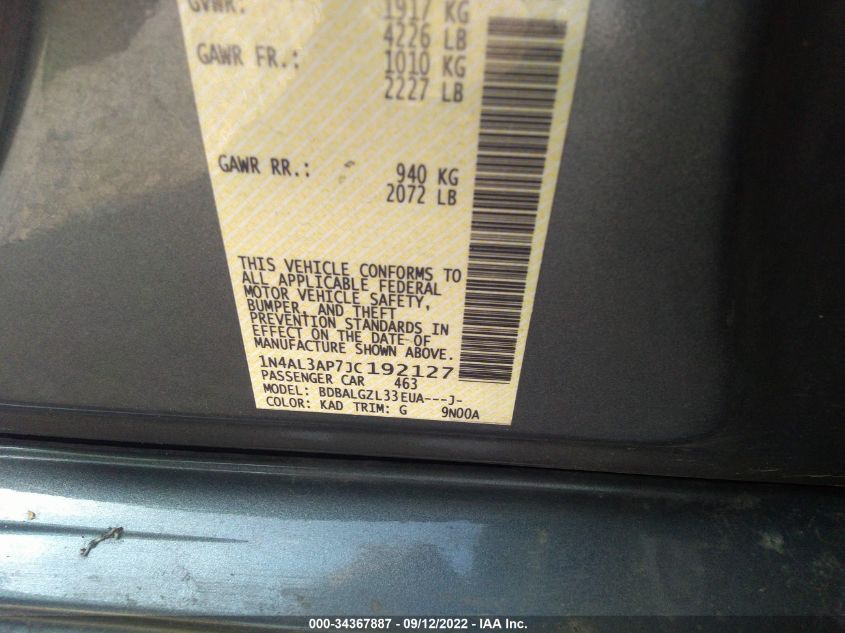 GVWR: 1917 KG
4226 LB
GAWR FR.: 1010 KG
2227 LB
GAWR RR.: 940 KG
2072 LB
THIS VEHICLE CONFORMS TO
ALL APPLICABLE FEDERAL
MOTOR VEHICLE SAFETY,
BUMPER, AND THEFT
PREVENTION STANDARDS IN
EFFECT ON THE DATE OF
MANUFACTURE SHOWN ABOVE.
1N4AL3AP7JC192127
PASSENGER CAR 463
MODEL: BDBALGZL33EUA---J-
COLOR: KAD TRIM: G 9N00A
000-34367887 - 09/12/2022 - IAA Inc.